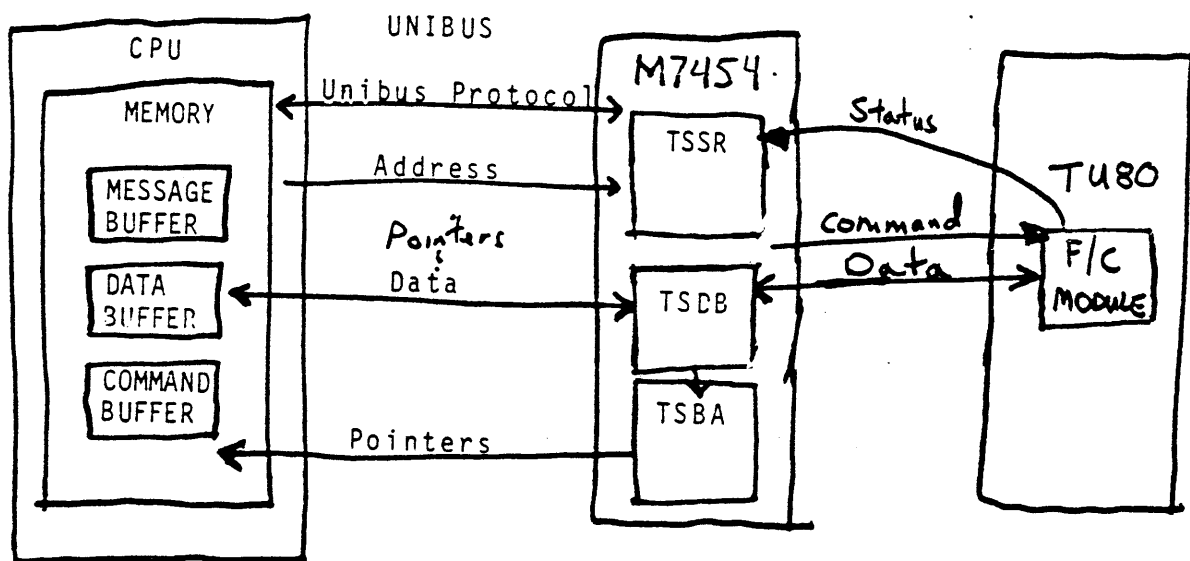 UNIBUS
CPU
MEMORY
MESSAGE
BUFFER
DATA
BUFFER
COMMAND
BUFFER
Unibus Protocol
Address
Pointers
&
Data
Pointers
M7454
TSSR
TSDB
TSBA
Status
Command
Data
TU80
F/C
MODULE